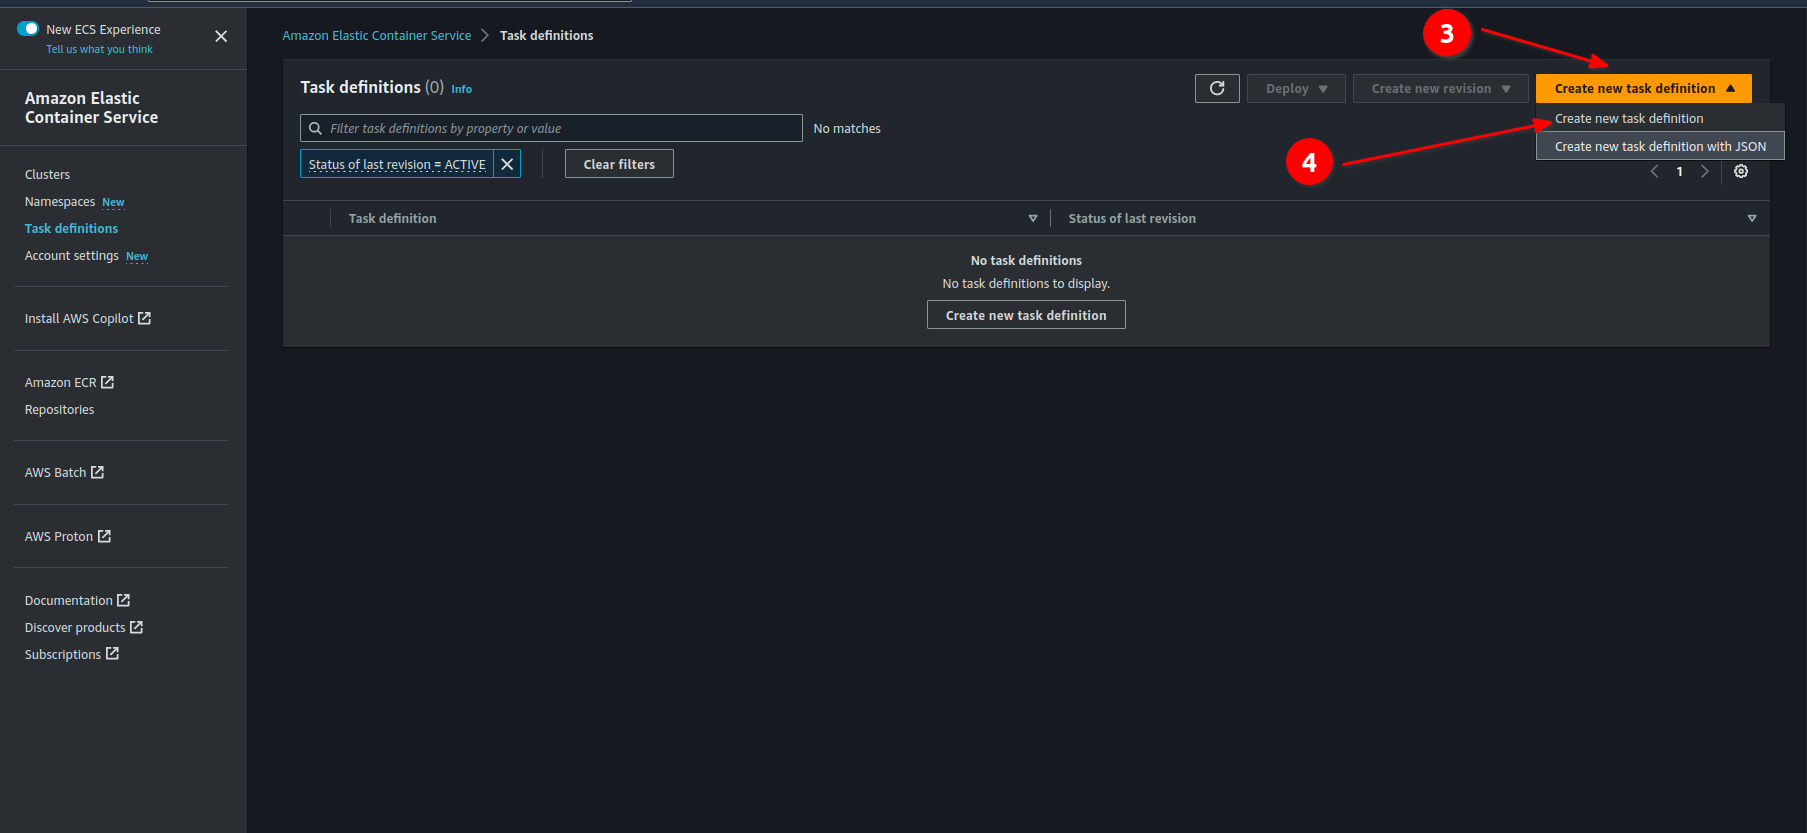 New ECS Experience
Tell us what you think
Amazon Elastic
Container Service
Clusters
Namespaces New
Task definitions
Account settings New
Install AWS Copilot
Amazon ECR
Repositories
AWS Batch
AWS Proton
Documentation
Discover products
Subscriptions
Amazon Elastic Container Service > Task definitions
3
Task definitions (0) Info
Deploy
Create new revision
Create new task definition
Filter task definitions by property or value
No matches
Create new task definition
Create new task definition with JSON
4
Status of last revision = ACTIVE
Clear filters
1
Task definition
Status of last revision
No task definitions
No task definitions to display.
Create new task definition